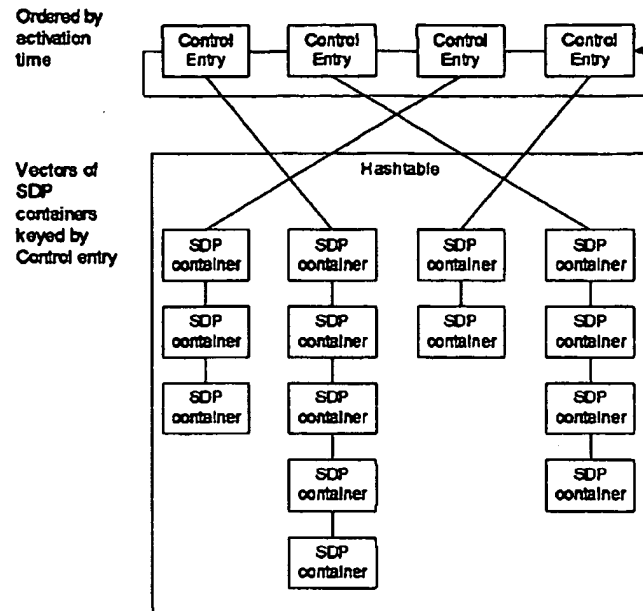 Ordered by
activation
time
Control
Entry
Control
Entry
Control
Entry
Control
Entry
Vectors of
SDP
containers
keyed by
Control entry
Hashtable
SDP
container
SDP
container
SDP
container
SDP
container
SDP
container
SDP
container
SDP
container
SDP
container
SDP
container
SDP
container
SDP
container
SDP
container
SDP
container
SDP
container